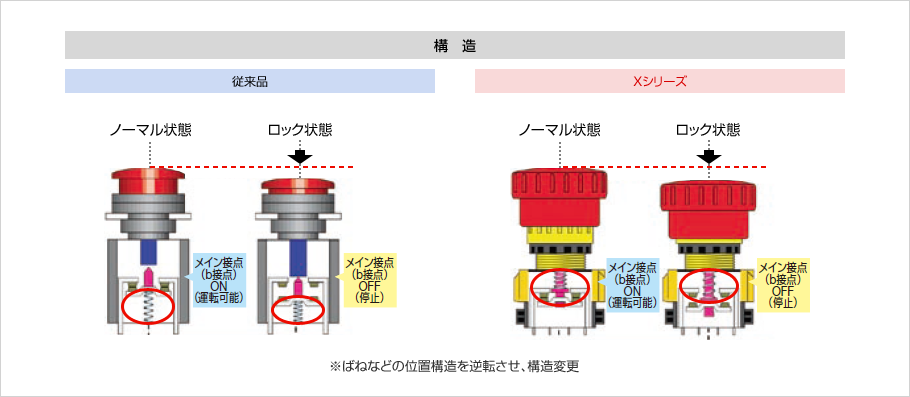 構 造
従来品
Xシリーズ
ノーマル状態
ロック状態
ノーマル状態
ロック状態
メイン接点
(b接点)
ON
(運転可能)
メイン接点
(b接点)
OFF
(停止)
メイン接点
(b接点)
ON
(運転可能)
メイン接点
(b接点)
OFF
(停止)
※ばねなどの位置構造を逆転させ、構造変更